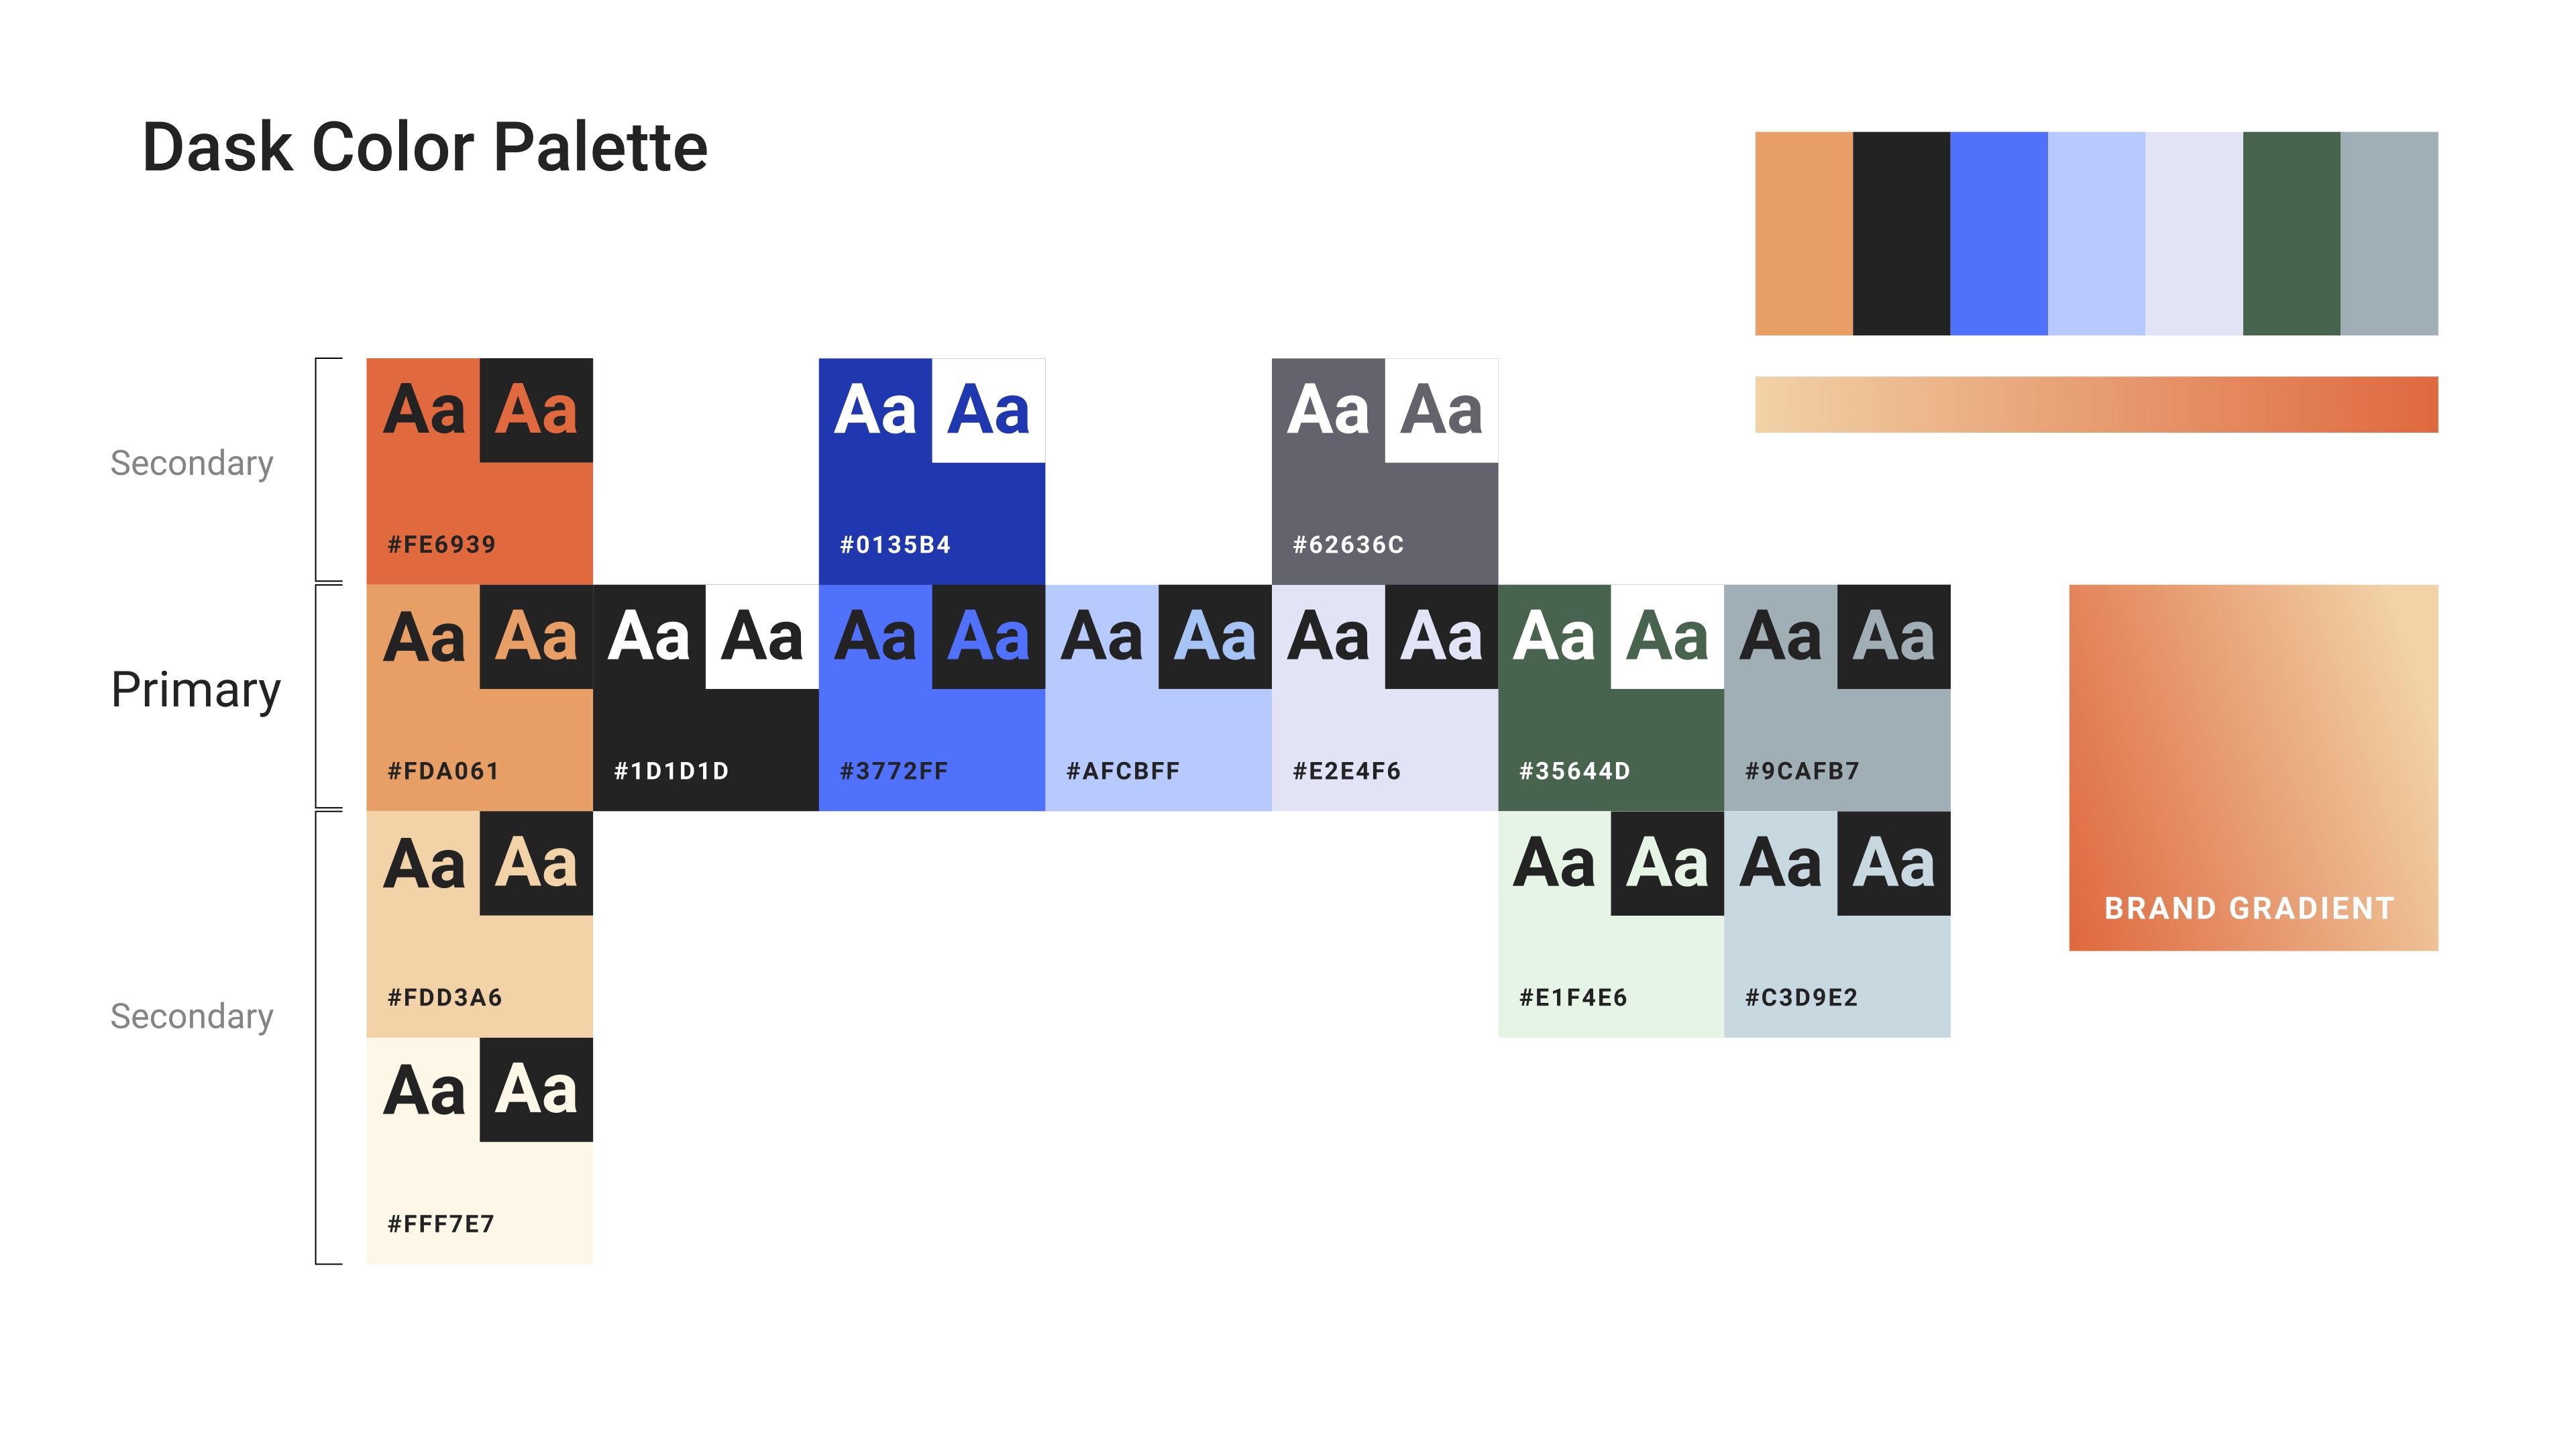 Dask Color Palette
Secondary
Aa Aa
#FE6939
Aa Aa
#0135B4
Aa Aa
#62636C
Primary
Aa Aa
#FDA061
Aa Aa
#1D1D1D
Aa Aa
#3772FF
Aa Aa
#AFCBFF
Aa Aa
#E2E4F6
Aa Aa
#35644D
Aa Aa
#9CAFB7
BRAND GRADIENT
Secondary
Aa Aa
#FDD3A6
Aa Aa
#E1F4E6
Aa Aa
#C3D9E2
Aa Aa
#FFF7E7